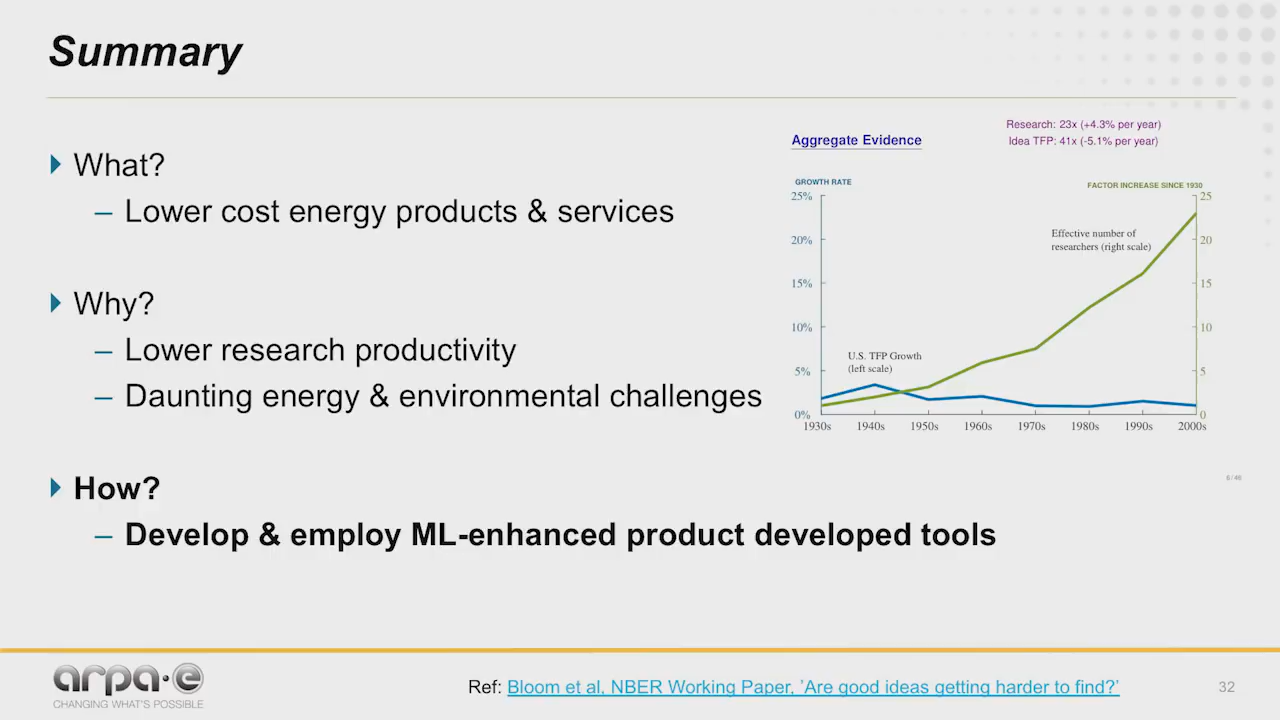 Summary
What?
– Lower cost energy products & services
Why?
– Lower research productivity
– Daunting energy & environmental challenges
How?
– Develop & employ ML-enhanced product developed tools
Aggregate Evidence
Research: 23x (+4.3% per year)
Idea TFP: 41x (-5.1% per year)
GROWTH RATE
FACTOR INCREASE SINCE 1930
25%
20%
15%
10%
5%
0%
25
20
15
10
5
0
Effective number of
researchers (right scale)
U.S. TFP Growth
(left scale)
1930s 1940s 1950s 1960s 1970s 1980s 1990s 2000s
6 / 46
arpa·e
CHANGING WHAT'S POSSIBLE
Ref: Bloom et al, NBER Working Paper, 'Are good ideas getting harder to find?'
32